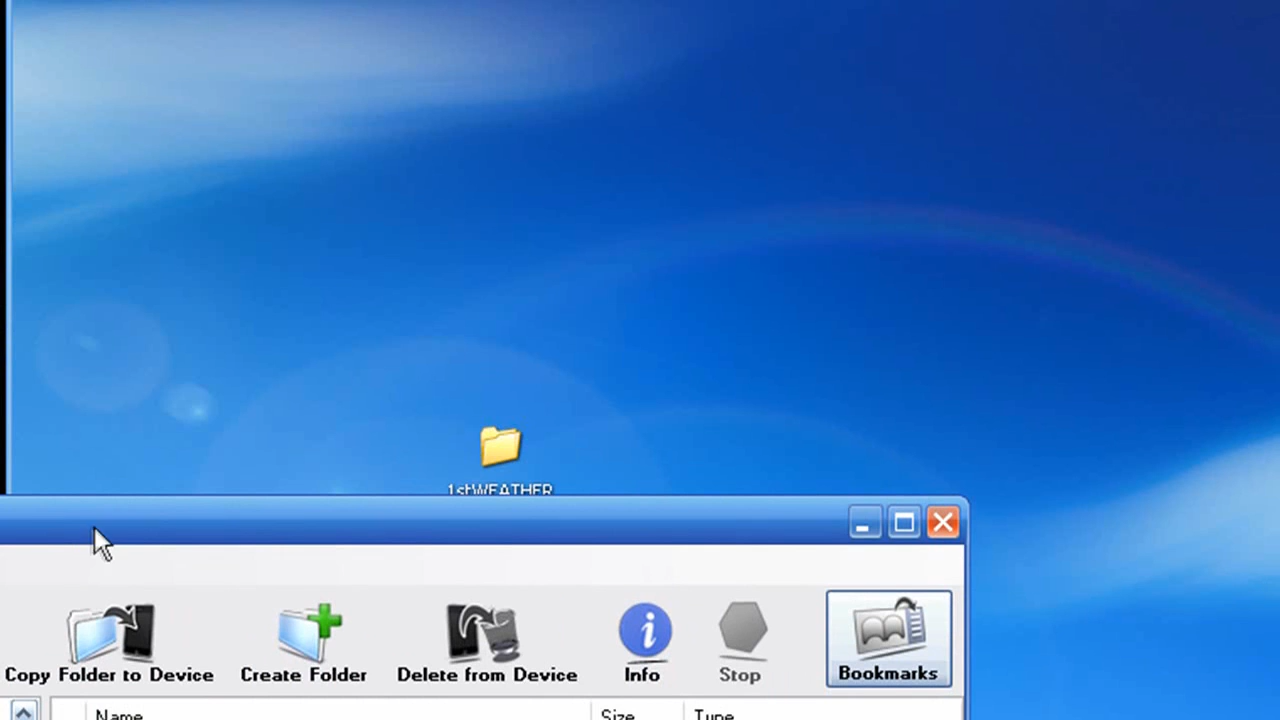 1stWEATHER
Copy Folder to Device Create Folder Delete from Device Info Stop Bookmarks
Name Size Type